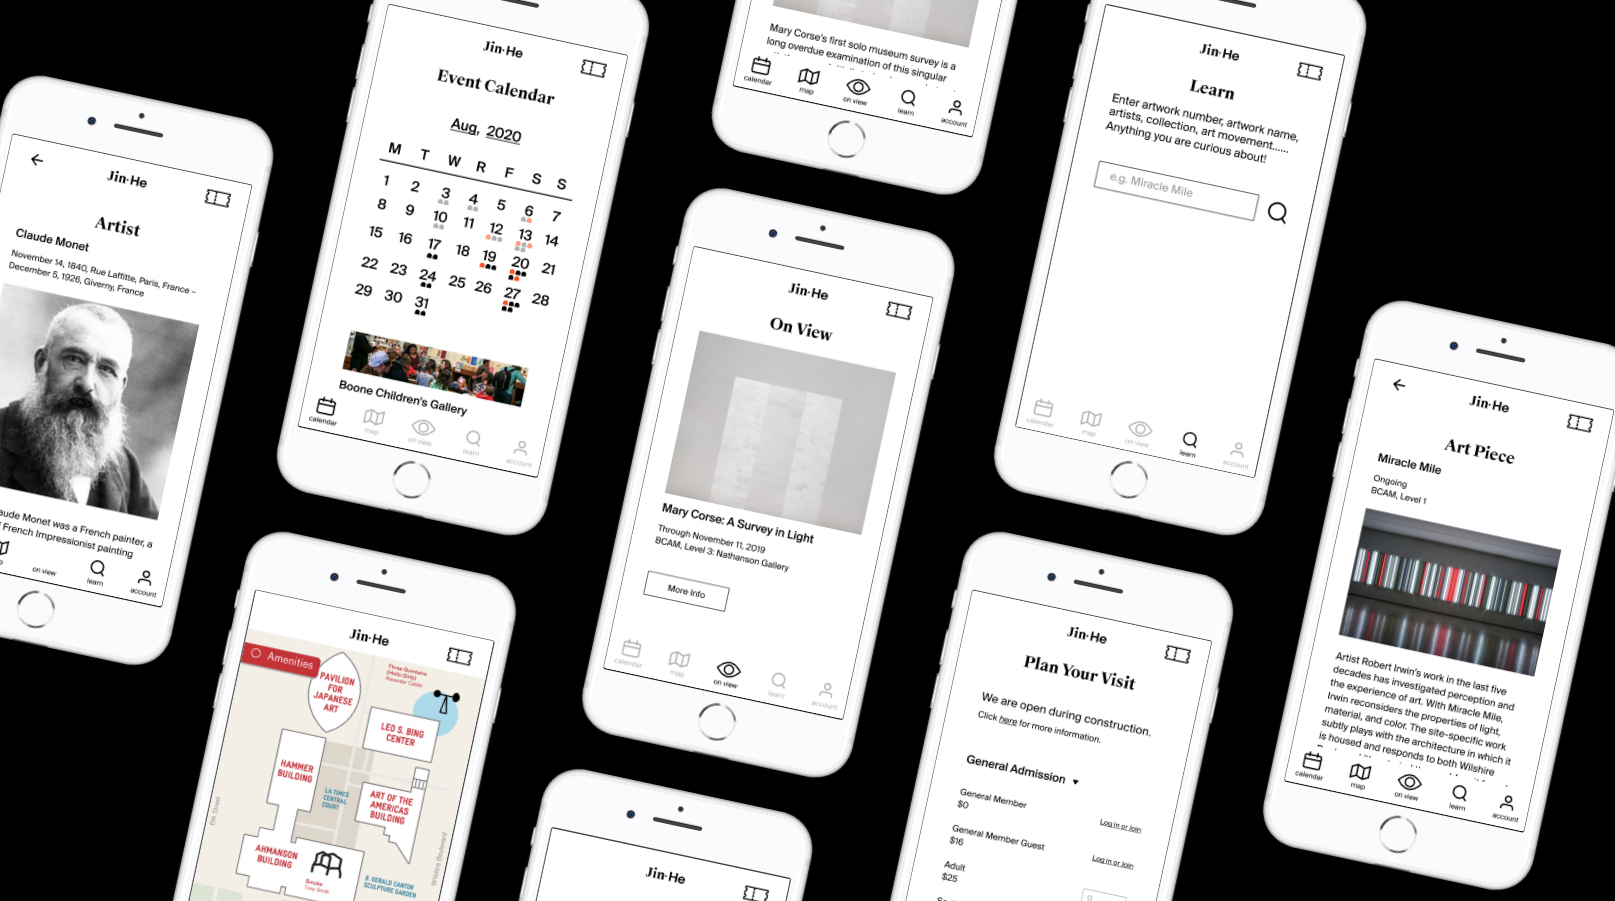 Jin·He
Artist
Claude Monet
November 14, 1840, Rue Laffitte, Paris, France –
December 5, 1926, Giverny, France
aude Monet was a French painter, a
French Impressionist painting
on view
learn
account
Jin·He
Event Calendar
Aug, 2020
M T W R F S S
1 2 3 4 5 6 7
8 9 10 11 12 13 14
15 16 17 18 19 20 21
22 23 24 25 26 27 28
29 30 31
Boone Children's Gallery
calendar
map
on view
learn
account
Mary Corse's first solo museum survey is a
long overdue examination of this singular
calendar
map
on view
learn
account
Jin·He
On View
Mary Corse: A Survey in Light
Through November 11, 2019
BCAM, Level 3: Nathanson Gallery
More Info
calendar
map
on view
learn
account
Jin·He
Learn
Enter artwork number, artwork name,
artists, collection, art movement......
Anything you are curious about!
e.g. Miracle Mile
calendar
map
on view
learn
account
Jin·He
Art Piece
Miracle Mile
Ongoing
BCAM, Level 1
Artist Robert Irwin's work in the last five
decades has investigated perception and
the experience of art. With Miracle Mile,
Irwin reconsiders the properties of light,
material, and color. The site-specific work
subtly plays with the architecture in which it
is housed and responds to both Wilshire
calendar
map
on view
learn
account
Jin·He
Amenities
Three Quintains
(Hello Girls)
Alexander Calder
PAVILION
FOR
JAPANESE
ART
LEO S. BING
CENTER
HAMMER
BUILDING
LA TIMES
CENTRAL
COURT
ART OF THE
AMERICAS
BUILDING
6th Street
Wilshire Boulevard
AHMANSON
BUILDING
Smoke
Tony Smith
B. GERALD CANTOR
SCULPTURE GARDEN
Jin·He
Jin·He
Plan Your Visit
We are open during construction.
Click here for more information.
General Admission
General Member
$0
Log in or Join
General Member Guest
$16
Log in or Join
Adult
$25